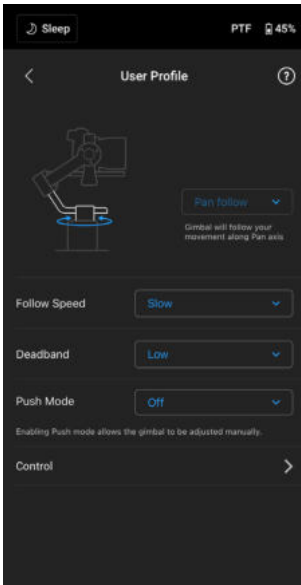 Sleep
PTF
45%
User Profile
?
Pan follow
Gimbal will follow your
movement along Pan axis
Follow Speed
Slow
Deadband
Low
Push Mode
Off
Enabling Push mode allows the gimbal to be adjusted manually.
Control